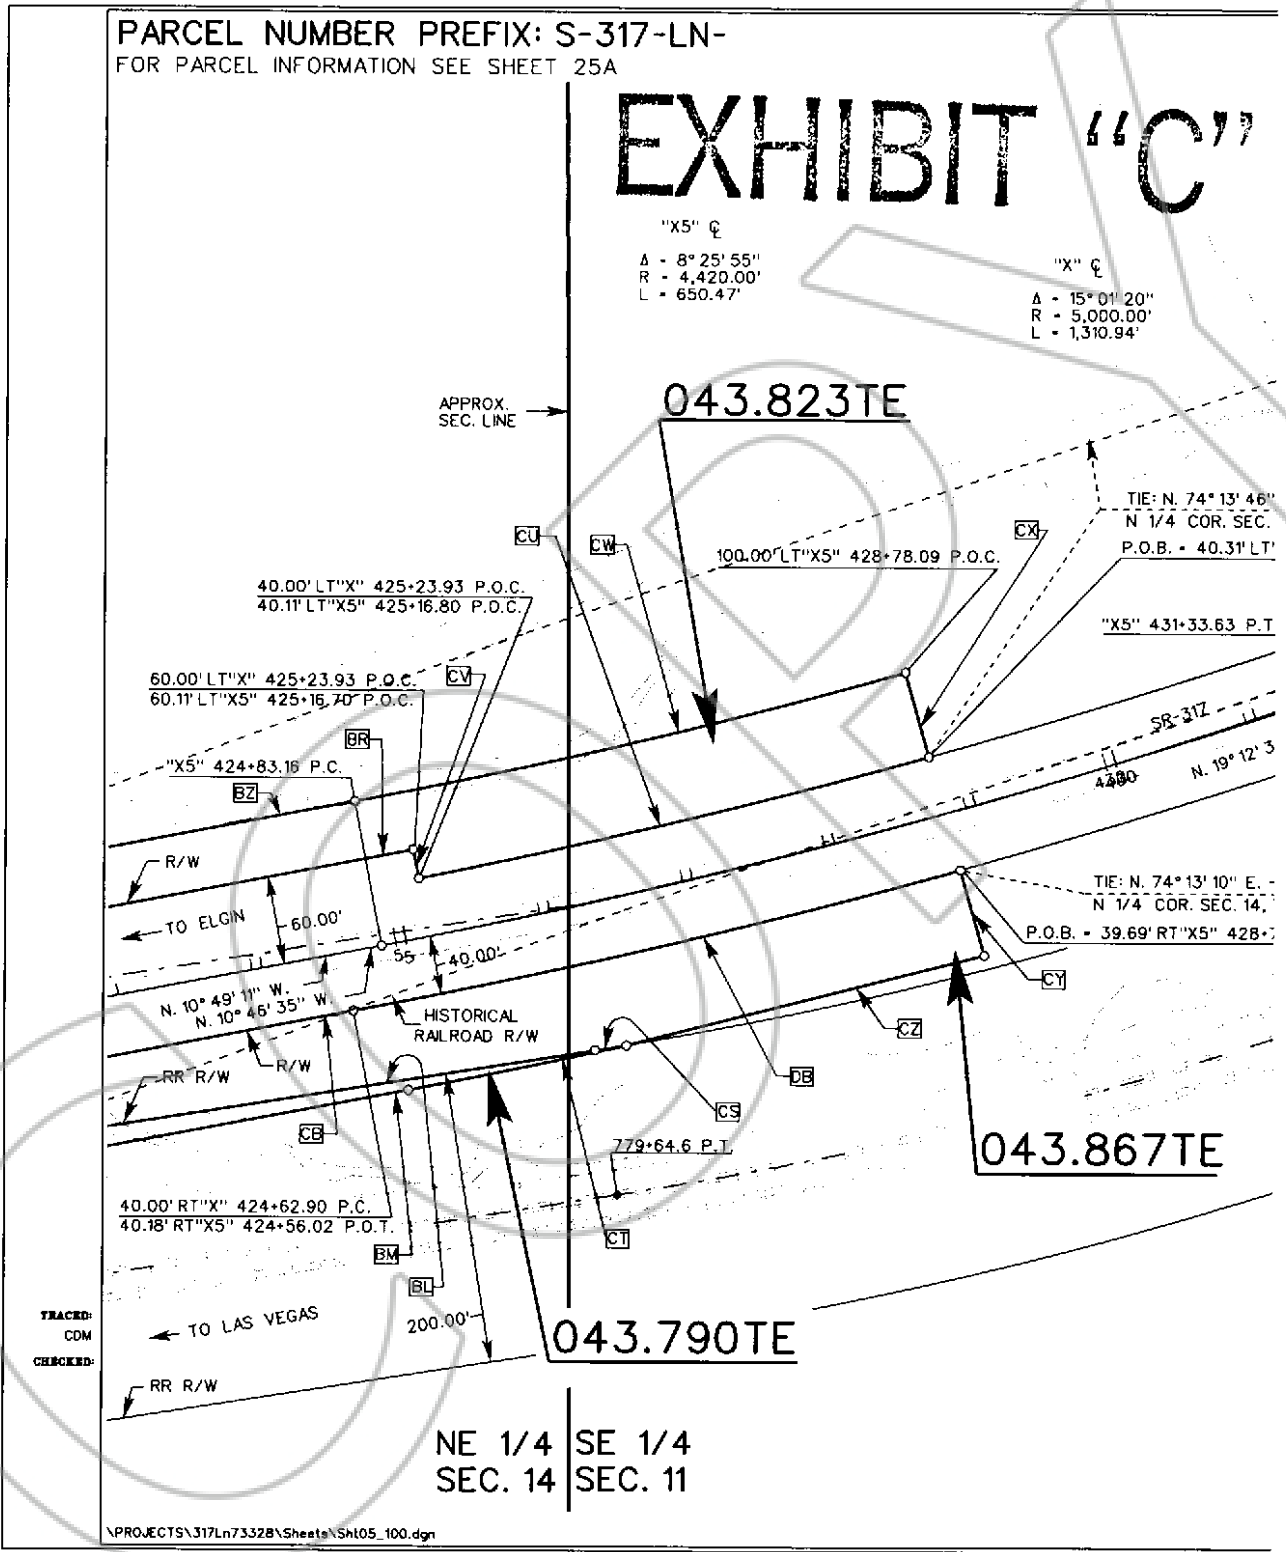 PARCEL NUMBER PREFIX: S-317-LN-
FOR PARCEL INFORMATION SEE SHEET 25A
EXHIBIT "C"
"X5" ℄
Δ - 8° 25' 55"
R - 4,420.00'
L - 650.47'
"X" ℄
Δ - 15° 01' 20"
R - 5,000.00'
L - 1,310.94'
APPROX.
SEC. LINE
043.823TE
TIE: N. 74° 13' 46"
N 1/4 COR. SEC.
P.O.B. - 40.31' LT'
CU
CW
CX
100.00' LT"X5" 428+78.09 P.O.C.
40.00' LT"X" 425+23.93 P.O.C.
40.11' LT"X5" 425+16.80 P.O.C.
"X5" 431+33.63 P.T
60.00' LT"X" 425+23.93 P.O.C.
60.11' LT"X5" 425+16.70 P.O.C.
CV
BR
SR-317
"X5" 424+83.16 P.C.
BZ
N. 19° 12' 3
R/W
TO ELGIN
60.00'
40.00'
TIE: N. 74° 13' 10" E. -
N 1/4 COR. SEC. 14,
P.O.B. - 39.69' RT"X5" 428+7
N. 10° 49' 11" W.
N. 10° 46' 35" W.
HISTORICAL
RAILROAD R/W
CY
CZ
R/W
RR R/W
DB
CS
CB
779+64.6 P.T.
043.867TE
40.00' RT"X" 424+62.90 P.C.
40.18' RT"X5" 424+56.02 P.O.T.
CT
BM
BL
TRACED:
CDM
CHECKED:
TO LAS VEGAS
200.00'
043.790TE
RR R/W
NE 1/4 SE 1/4
SEC. 14 SEC. 11
\PROJECTS\317Ln73328\Sheets\Sht05_100.dgn
COPY